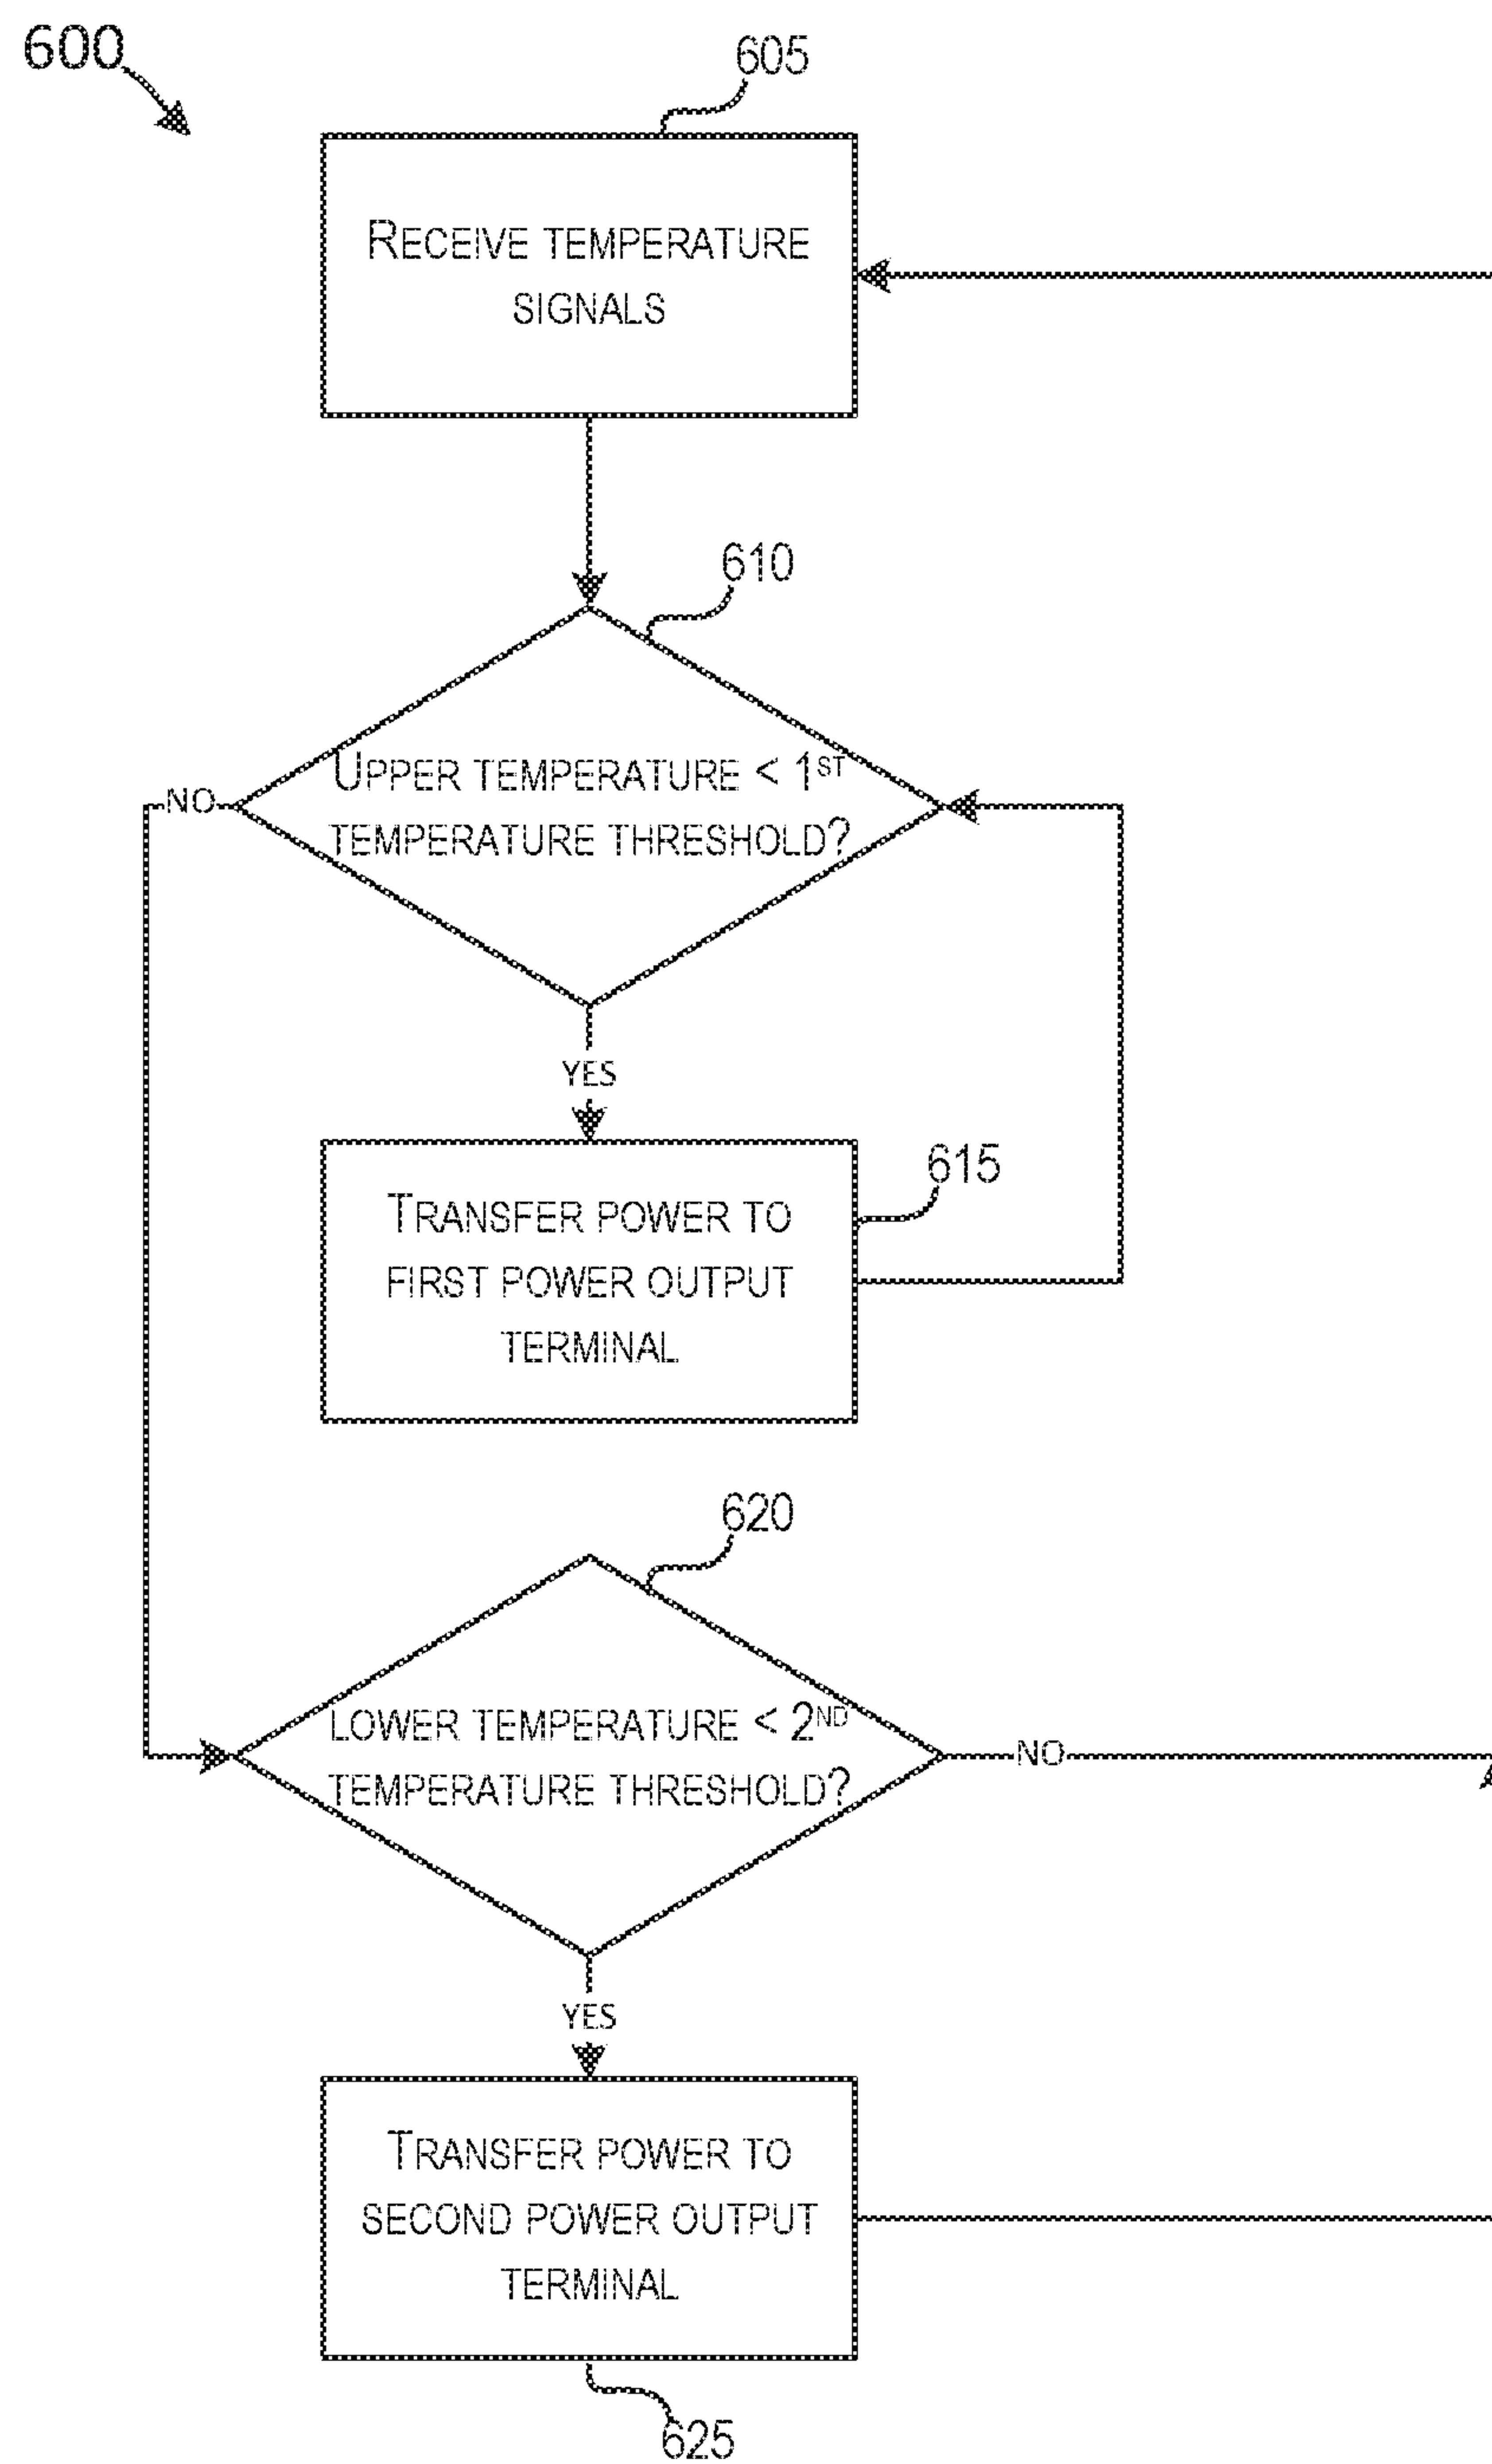 600
605
RECEIVE TEMPERATURE
SIGNALS
610
UPPER TEMPERATURE < 1ST
TEMPERATURE THRESHOLD?
NO
YES
615
TRANSFER POWER TO
FIRST POWER OUTPUT
TERMINAL
620
LOWER TEMPERATURE < 2ND
TEMPERATURE THRESHOLD?
NO
YES
TRANSFER POWER TO
SECOND POWER OUTPUT
TERMINAL
625